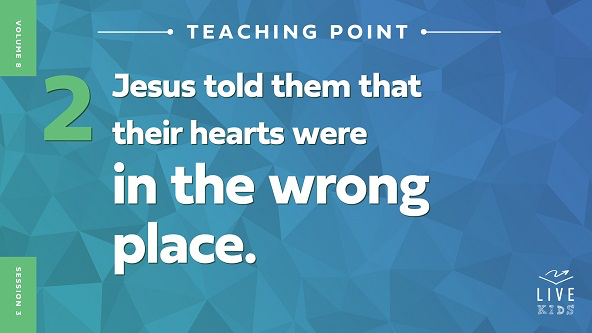 VOLUME 8
TEACHING POINT
2
Jesus told them that
their hearts were
in the wrong
place.
SESSION 3
LIVE
KIDS